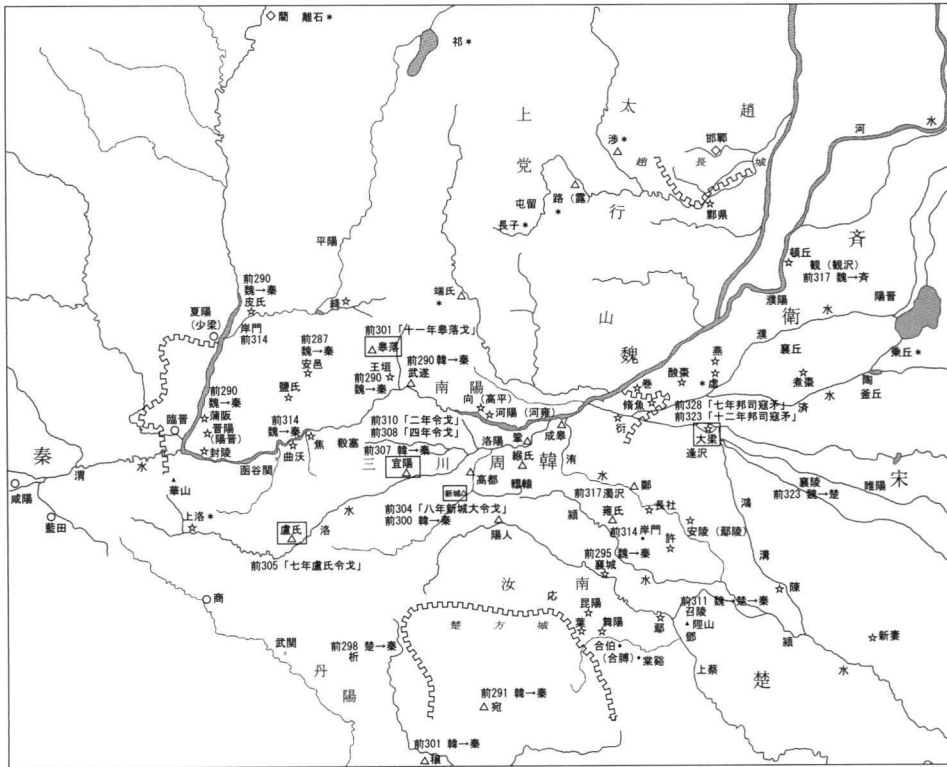 藺 離石*
祁*
上党
太行山
趙
邯鄲
渉*
趙長城
河水
屯留
路(露)
*
長子*
鄴県
平陽
斉
頓丘
観(観沢)
前317 魏→斉
濮陽
陽晋
衛
濮水
襄丘
乗丘*
陶
釜丘
煮棗
済水
前290
魏→秦
皮氏
岸門
前314
絳
端氏
*
夏陽
(少梁)
前301「十一年皋落戈」
皋落
前287
魏→秦
安邑
塩氏
王垣
前290
魏→秦
前290 韓→秦
武遂
南陽
魏
燕
酸棗
*虚
巻
脩魚
衍
向(高平)
河陽(河雍)
前290
魏→秦
蒲阪
晋陽
(陽晋)
封陵
臨晋
前314
魏→秦
曲沃
焦
函谷関
殽塞
前310「二年令戈」
前308「四年令戈」
前307 韓→秦
宜陽
三川
洛陽
鞏
成皋
緱氏
周
韓
洧水
高都
轘轅
新城
前304「八年新城大令戈」
前300 韓→秦
前328「七年邦司寇矛」
前323「十二年邦司寇矛」
大梁
逢沢
襄陵
前323 魏→楚
睢陽
宋
秦
渭水
咸陽
藍田
華山
上洛*
洛水
盧氏
前305「七年盧氏令戈」
陽人
前317濁沢
鄭
雍氏
長社
前314岸門
許
安陵(鄢陵)
鴻溝
潁水
前295 魏→秦
襄城
汝南
応
昆陽
葉
舞陽
合伯*
(合膊)*棠谿
鄢
前311 魏→楚→秦
召陵
陘山
鄧
上蔡
陳
潁水
新妻
楚
商
武関
丹陽
前298 楚→秦
析
楚方城
前291 韓→秦
宛
前301 韓→秦
穣